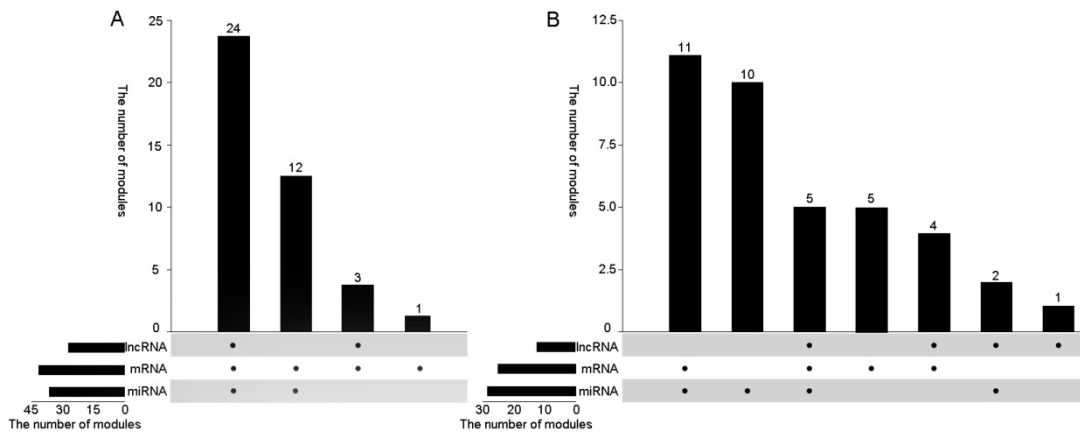 A
The number of modules
25
20
15
10
5
0
24
12
3
1
lncRNA
mRNA
miRNA
45 30 15 0
The number of modules
B
The number of modules
12.5
10.0
7.5
5.0
2.5
0
11
10
5
5
4
2
1
lncRNA
mRNA
miRNA
30 20 10 0
The number of modules